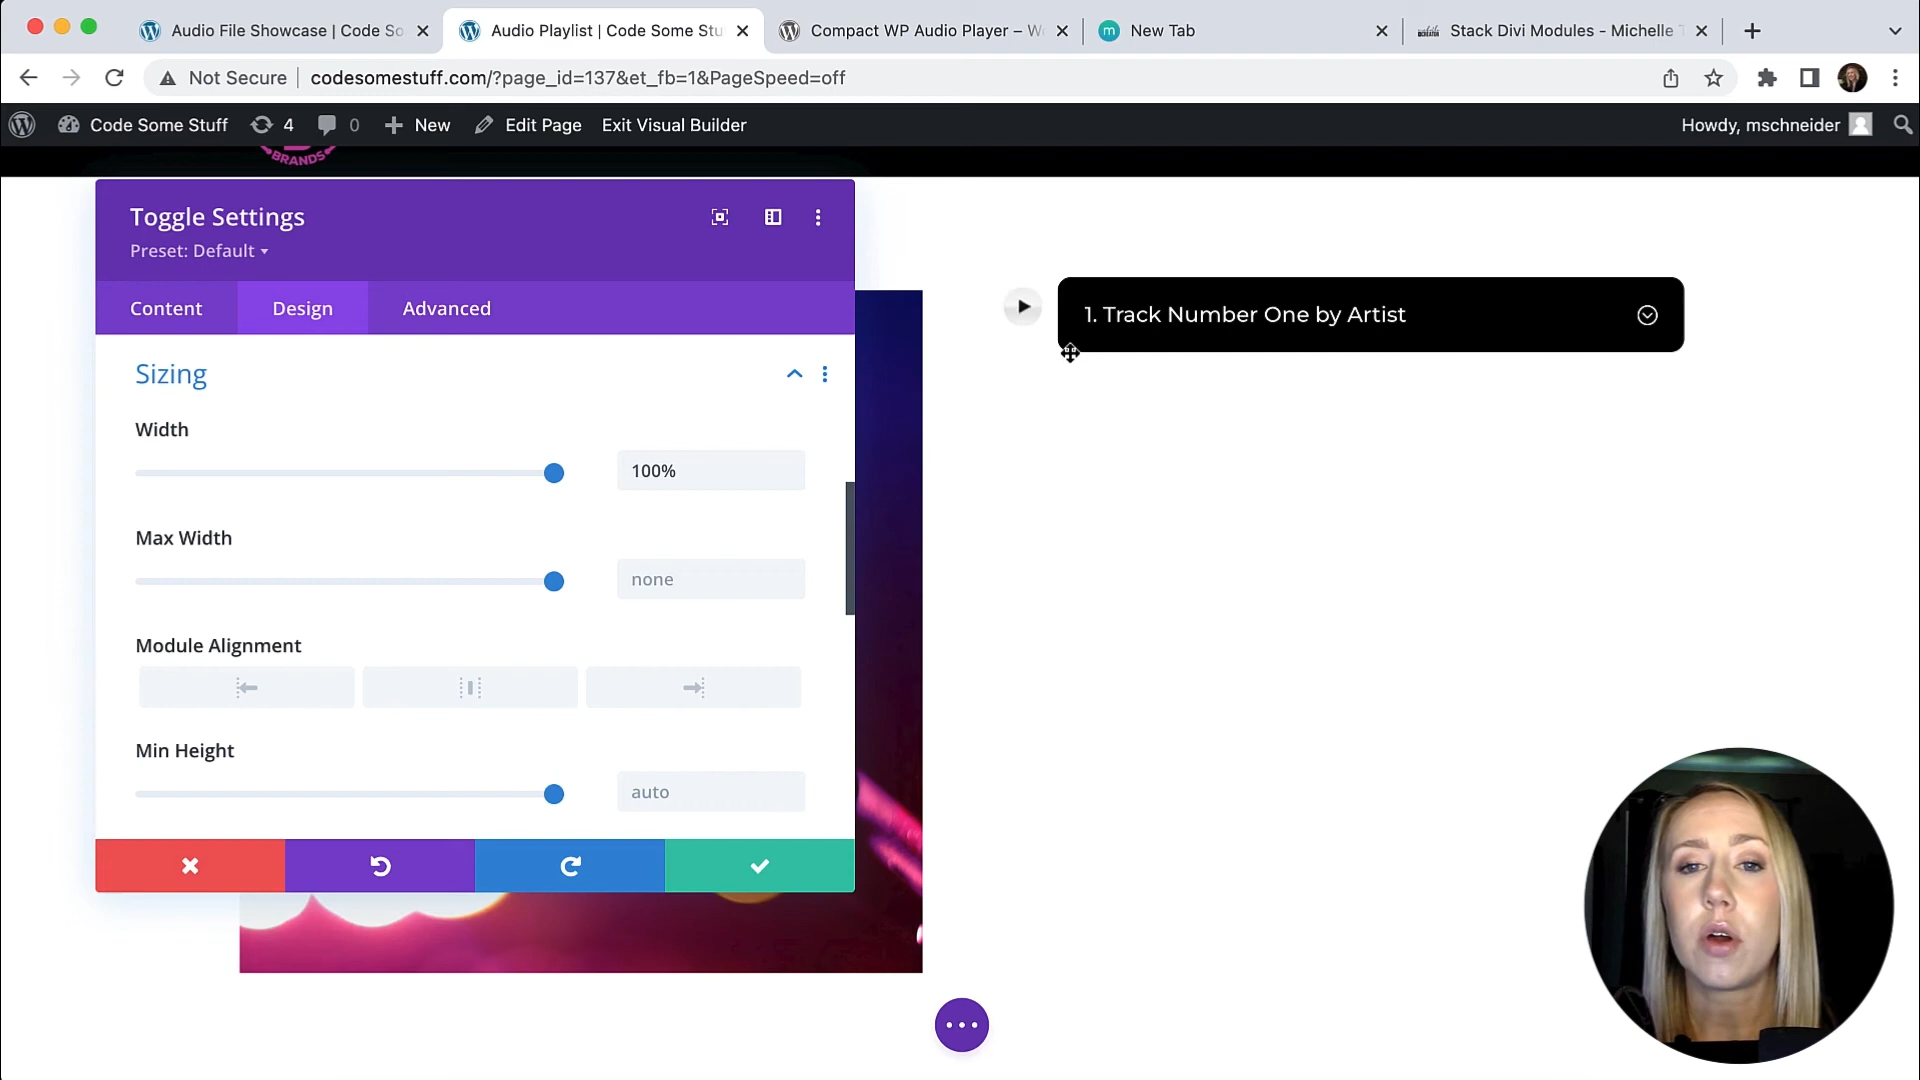 Audio File Showcase | Code So
Audio Playlist | Code Some Stu
Compact WP Audio Player – W
New Tab
Stack Divi Modules - Michelle
Not Secure
codesomestuff.com/?page_id=137&et_fb=1&PageSpeed=off
Code Some Stuff
4
0
New
Edit Page
Exit Visual Builder
Howdy, mschneider
BRANDS
Toggle Settings
Preset: Default
Content
Design
Advanced
1. Track Number One by Artist
Sizing
Width
100%
Max Width
none
Module Alignment
Min Height
auto